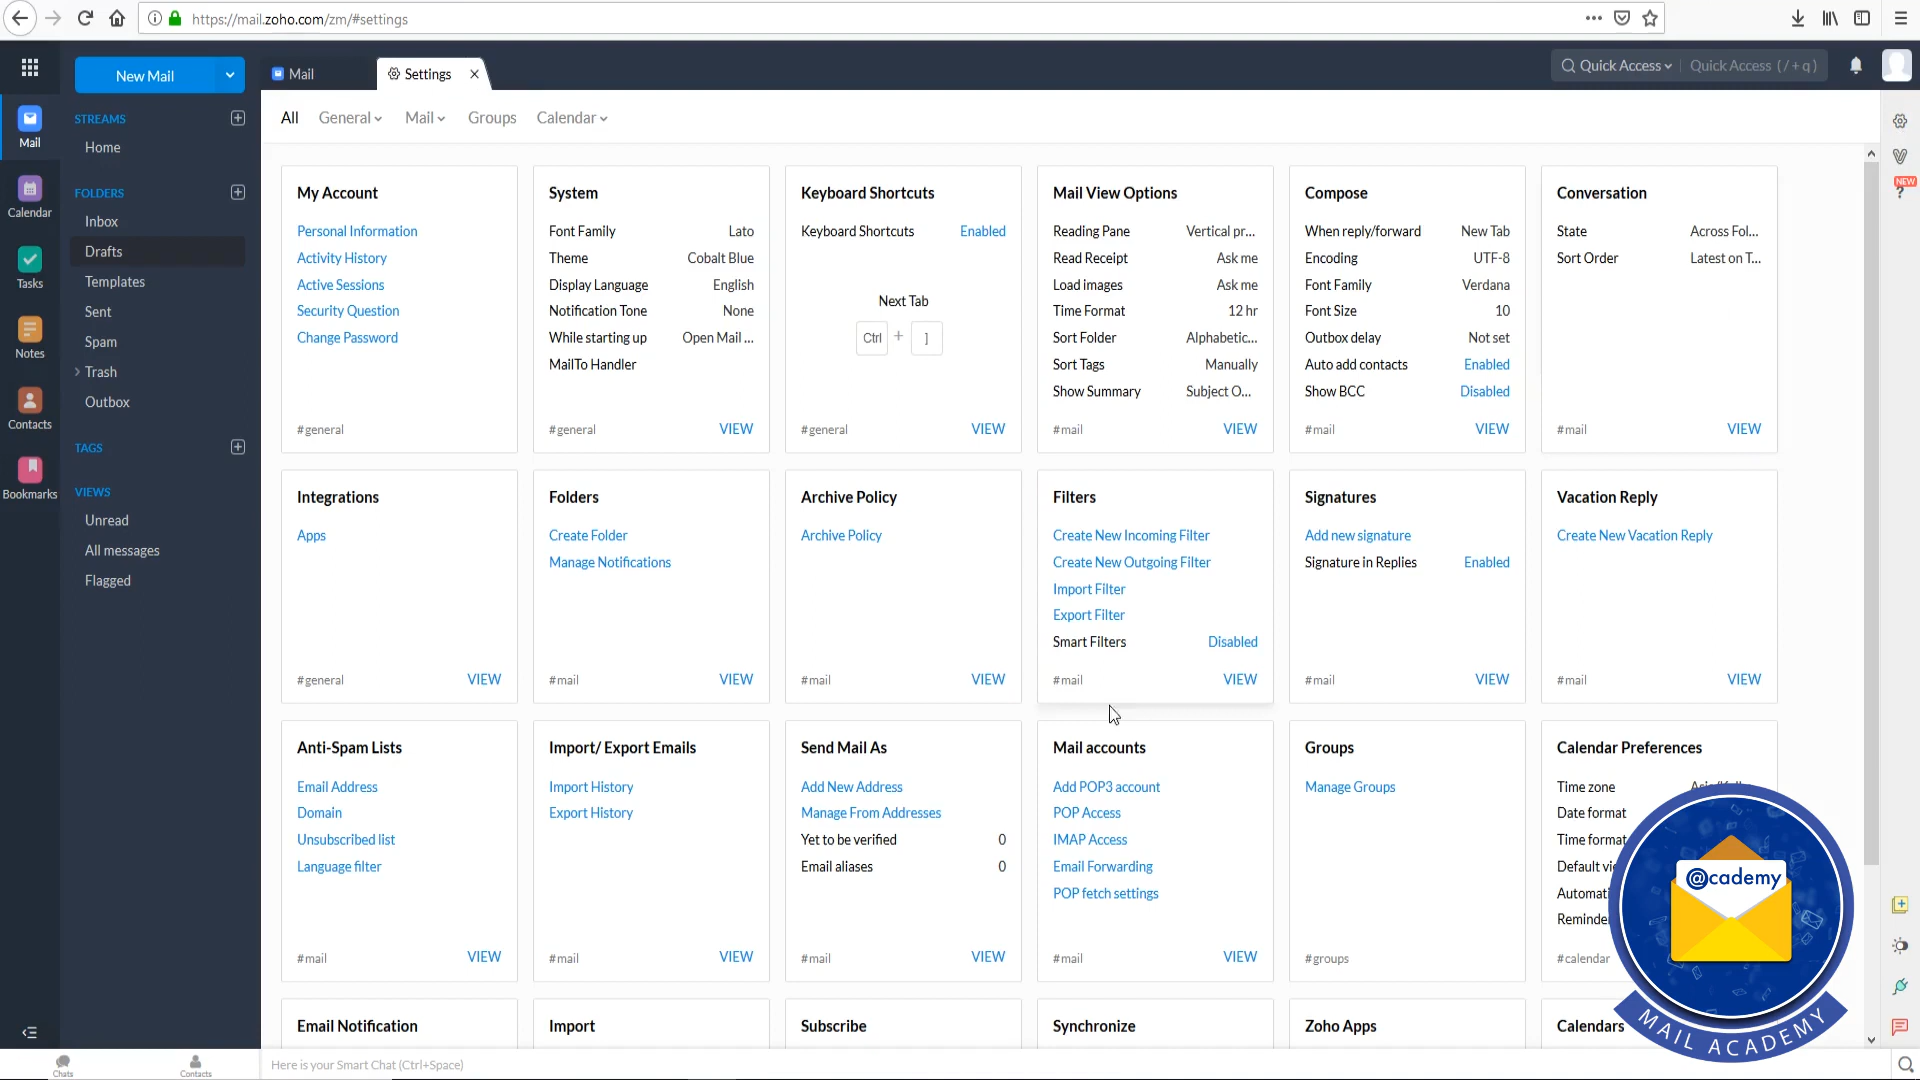 https://mail.zoho.com/zm/#settings
New Mail
Mail
Settings
Quick Access
Quick Access ( / + q )
Mail
Calendar
Tasks
Notes
Contacts
Bookmarks
STREAMS
Home
FOLDERS
Inbox
Drafts
Templates
Sent
Spam
Trash
Outbox
TAGS
VIEWS
Unread
All messages
Flagged
All
General
Mail
Groups
Calendar
NEW
My Account
Personal Information
Activity History
Active Sessions
Security Question
Change Password
#general
System
Font Family Lato
Theme Cobalt Blue
Display Language English
Notification Tone None
While starting up Open Mail ...
MailTo Handler
#general VIEW
Keyboard Shortcuts
Keyboard Shortcuts Enabled
Next Tab
Ctrl + ]
#general VIEW
Mail View Options
Reading Pane Vertical pr...
Read Receipt Ask me
Load images Ask me
Time Format 12 hr
Sort Folder Alphabetic...
Sort Tags Manually
Show Summary Subject O...
#mail VIEW
Compose
When reply/forward New Tab
Encoding UTF-8
Font Family Verdana
Font Size 10
Outbox delay Not set
Auto add contacts Enabled
Show BCC Disabled
#mail VIEW
Conversation
State Across Fol...
Sort Order Latest on T...
#mail VIEW
Integrations
Apps
#general VIEW
Folders
Create Folder
Manage Notifications
#mail VIEW
Archive Policy
Archive Policy
#mail VIEW
Filters
Create New Incoming Filter
Create New Outgoing Filter
Import Filter
Export Filter
Smart Filters Disabled
#mail VIEW
Signatures
Add new signature
Signature in Replies Enabled
#mail VIEW
Vacation Reply
Create New Vacation Reply
#mail VIEW
Anti-Spam Lists
Email Address
Domain
Unsubscribed list
Language filter
#mail VIEW
Import/ Export Emails
Import History
Export History
#mail VIEW
Send Mail As
Add New Address
Manage From Addresses
Yet to be verified 0
Email aliases 0
#mail VIEW
Mail accounts
Add POP3 account
POP Access
IMAP Access
Email Forwarding
POP fetch settings
#mail VIEW
Groups
Manage Groups
#groups
Calendar Preferences
Time zone
Date format
Time format
Default
Reminder
#calendar
Email Notification
Import
Subscribe
Synchronize
Zoho Apps
Calendars
@cademy
MAIL ACADEMY
Chats
Contacts
Here is your Smart Chat (Ctrl+Space)